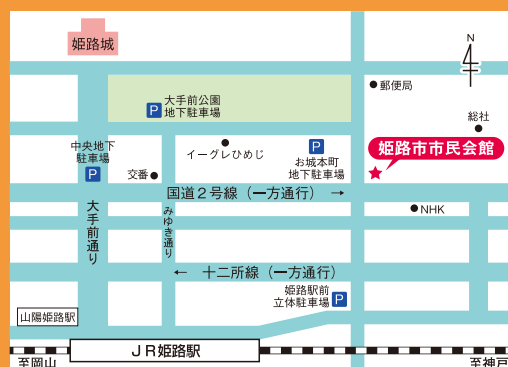 姫路城
N
郵便局
大手前公園
地下駐車場
P
総社
姫路市市民会館
中央地下
駐車場
P
イーグレひめじ
P
お城本町
地下駐車場
交番
国道2号線（一方通行） →
大手前通り
みゆき通り
NHK
← 十二所線（一方通行）
姫路駅前
立体駐車場
P
山陽姫路駅
JR姫路駅
至岡山
至神戸